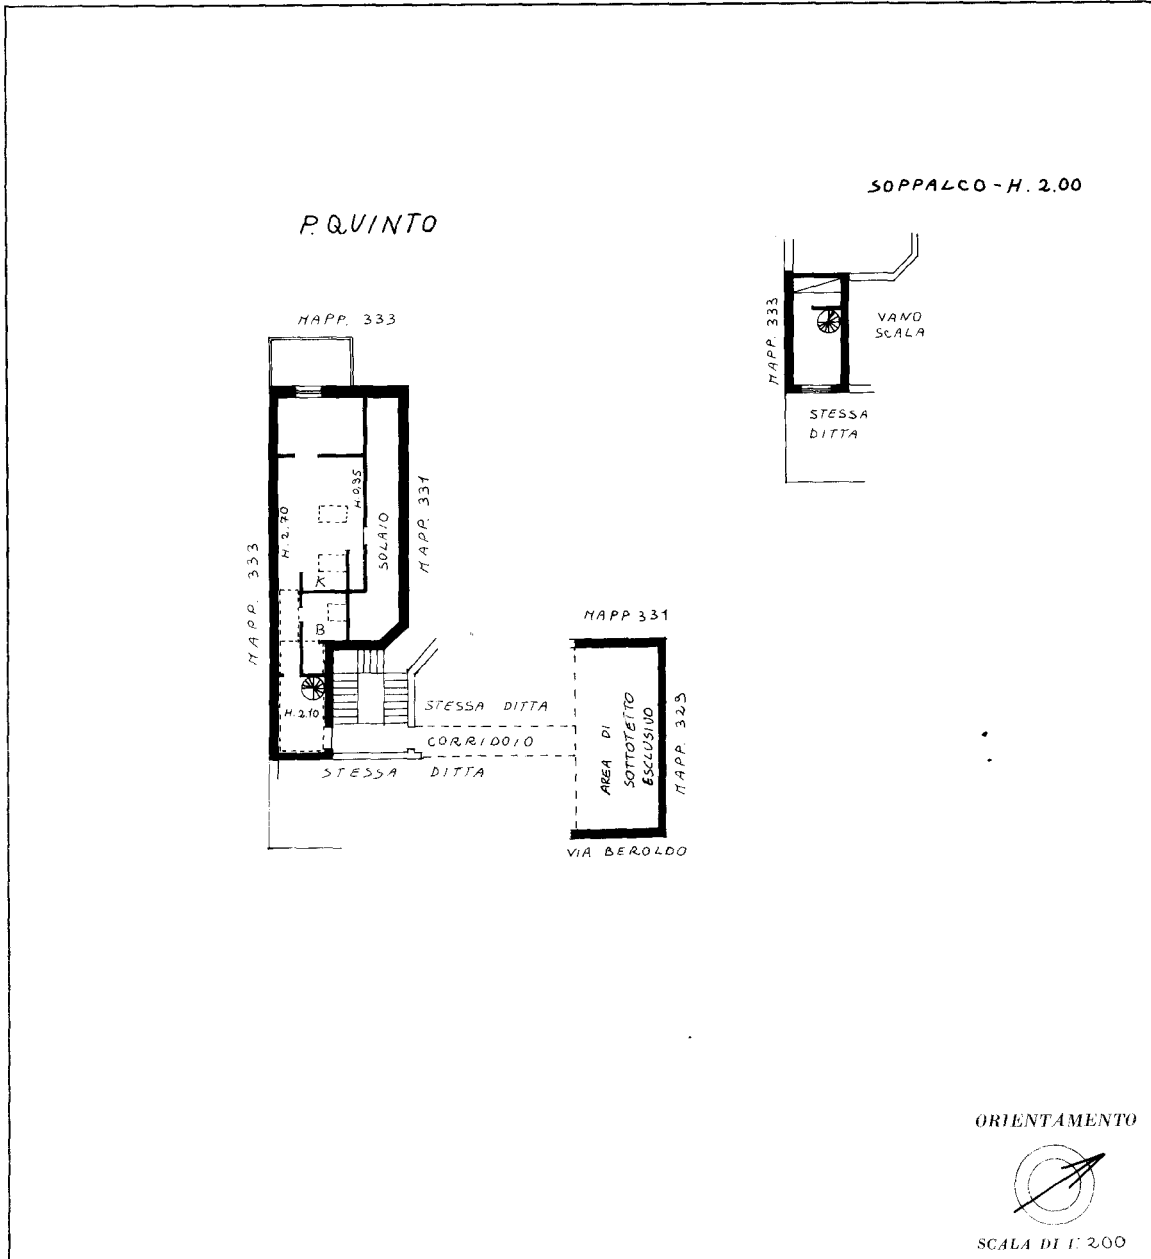 SOPPALCO - H. 2.00
P. QUINTO
MAPP. 333
MAPP. 333
VANO
SCALA
STESSA
DITTA
H. 0,95
H. 2.70
SOLAIO
MAPP. 331
MAPP. 333
K
B
H. 2.10
MAPP 331
STESSA DITTA
CORRIDOIO
STESSA DITTA
AREA DI
SOTTOTETTO
ESCLUSIVO
MAPP. 329
VIA BEROLDO
ORIENTAMENTO
SCALA DI 1: 200